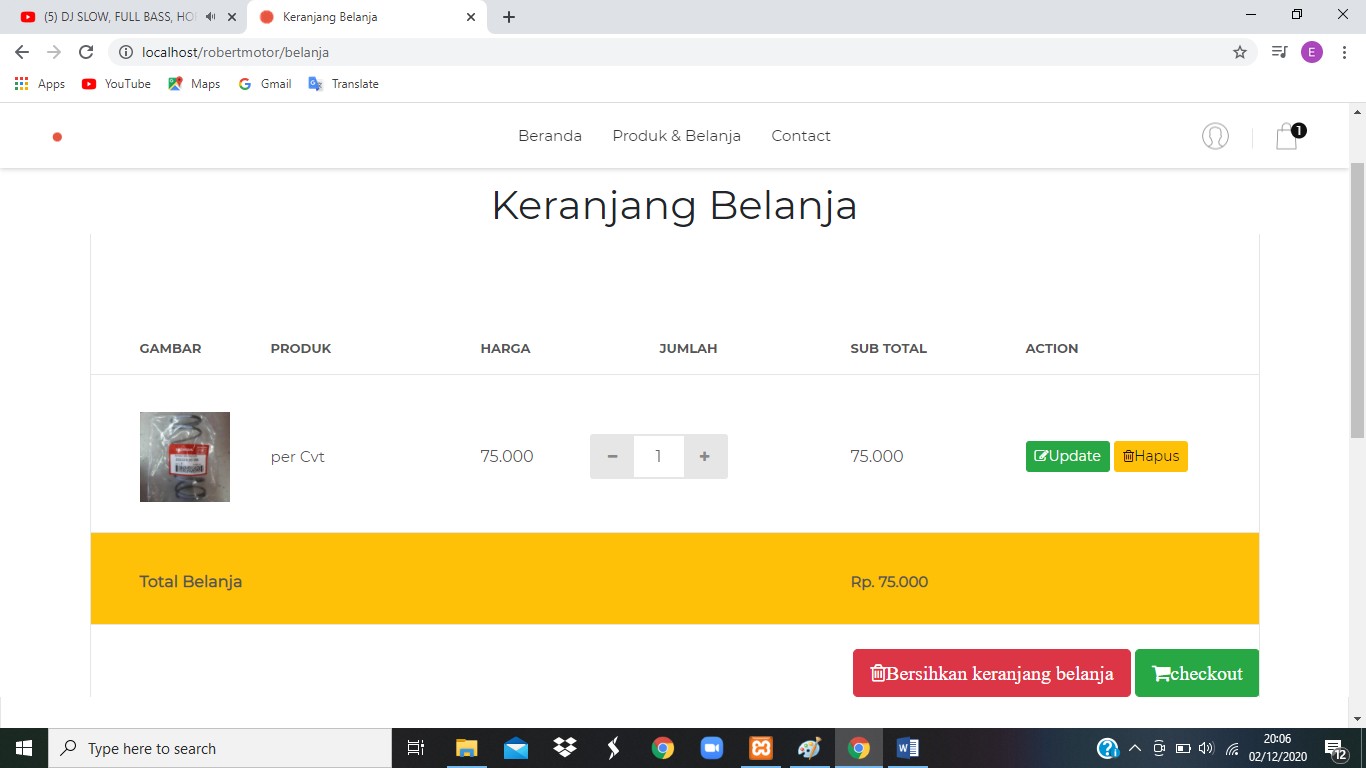 (5) DJ SLOW, FULL BASS, HO
Keranjang Belanja
localhost/robertmotor/belanja
E
Apps YouTube Maps Gmail Translate
Beranda Produk & Belanja Contact
1
Keranjang Belanja
GAMBAR PRODUK HARGA JUMLAH SUB TOTAL ACTION
per Cvt 75.000 − 1 + 75.000 Update Hapus
Total Belanja Rp. 75.000
Bersihkan keranjang belanja checkout
Type here to search
20:06
02/12/2020
12